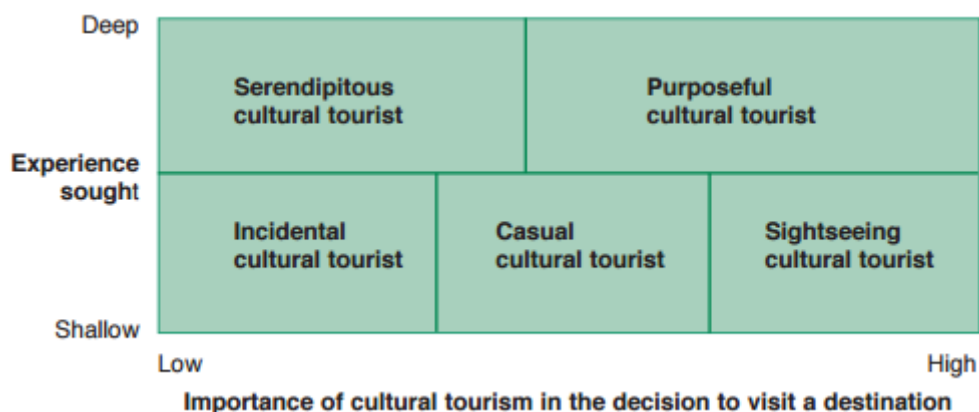 Deep
Serendipitous
cultural tourist
Purposeful
cultural tourist
Experience
sought
Incidental
cultural tourist
Casual
cultural tourist
Sightseeing
cultural tourist
Shallow
Low
High
Importance of cultural tourism in the decision to visit a destination